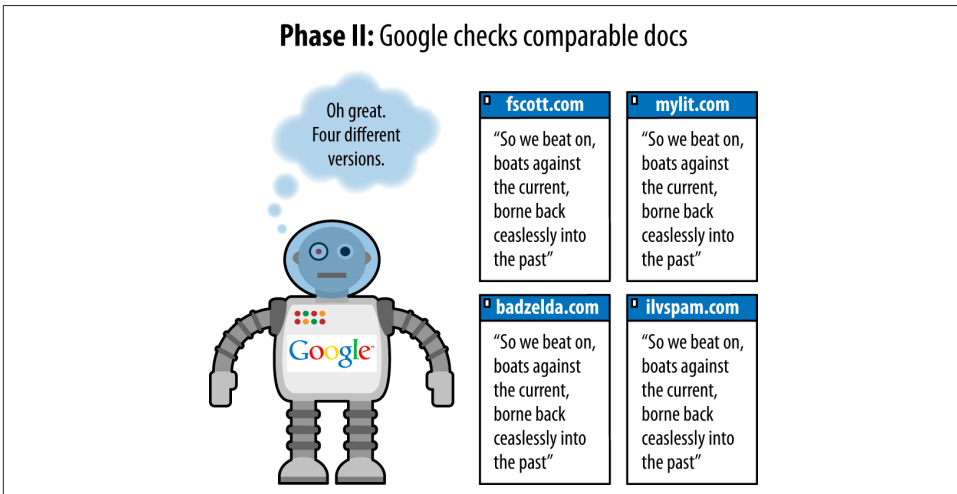 Phase II: Google checks comparable docs
Oh great.
Four different
versions.
Google™
fscott.com
“So we beat on,
boats against
the current,
borne back
ceaslessly into
the past”
mylit.com
“So we beat on,
boats against
the current,
borne back
ceaslessly into
the past”
badzelda.com
“So we beat on,
boats against
the current,
borne back
ceaslessly into
the past”
ilvspam.com
“So we beat on,
boats against
the current,
borne back
ceaslessly into
the past”